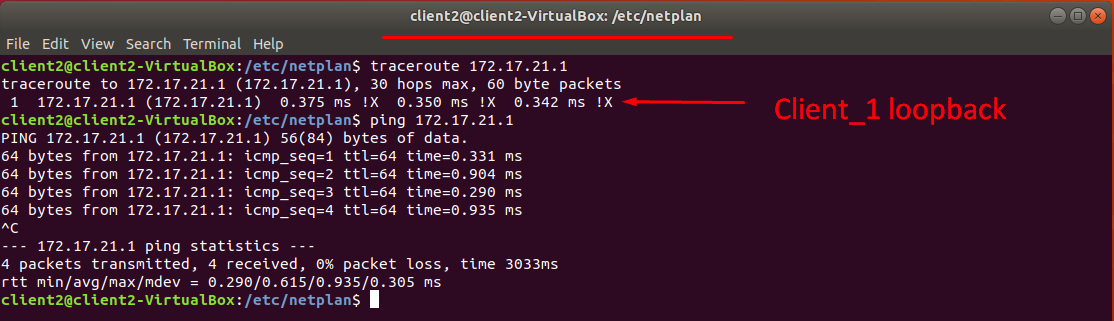 client2@client2-VirtualBox: /etc/netplan
File Edit View Search Terminal Help
client2@client2-VirtualBox:/etc/netplan$ traceroute 172.17.21.1
traceroute to 172.17.21.1 (172.17.21.1), 30 hops max, 60 byte packets
 1  172.17.21.1 (172.17.21.1)  0.375 ms !X  0.350 ms !X  0.342 ms !X
Client_1 loopback
client2@client2-VirtualBox:/etc/netplan$ ping 172.17.21.1
PING 172.17.21.1 (172.17.21.1) 56(84) bytes of data.
64 bytes from 172.17.21.1: icmp_seq=1 ttl=64 time=0.331 ms
64 bytes from 172.17.21.1: icmp_seq=2 ttl=64 time=0.904 ms
64 bytes from 172.17.21.1: icmp_seq=3 ttl=64 time=0.290 ms
64 bytes from 172.17.21.1: icmp_seq=4 ttl=64 time=0.935 ms
^C
--- 172.17.21.1 ping statistics ---
4 packets transmitted, 4 received, 0% packet loss, time 3033ms
rtt min/avg/max/mdev = 0.290/0.615/0.935/0.305 ms
client2@client2-VirtualBox:/etc/netplan$